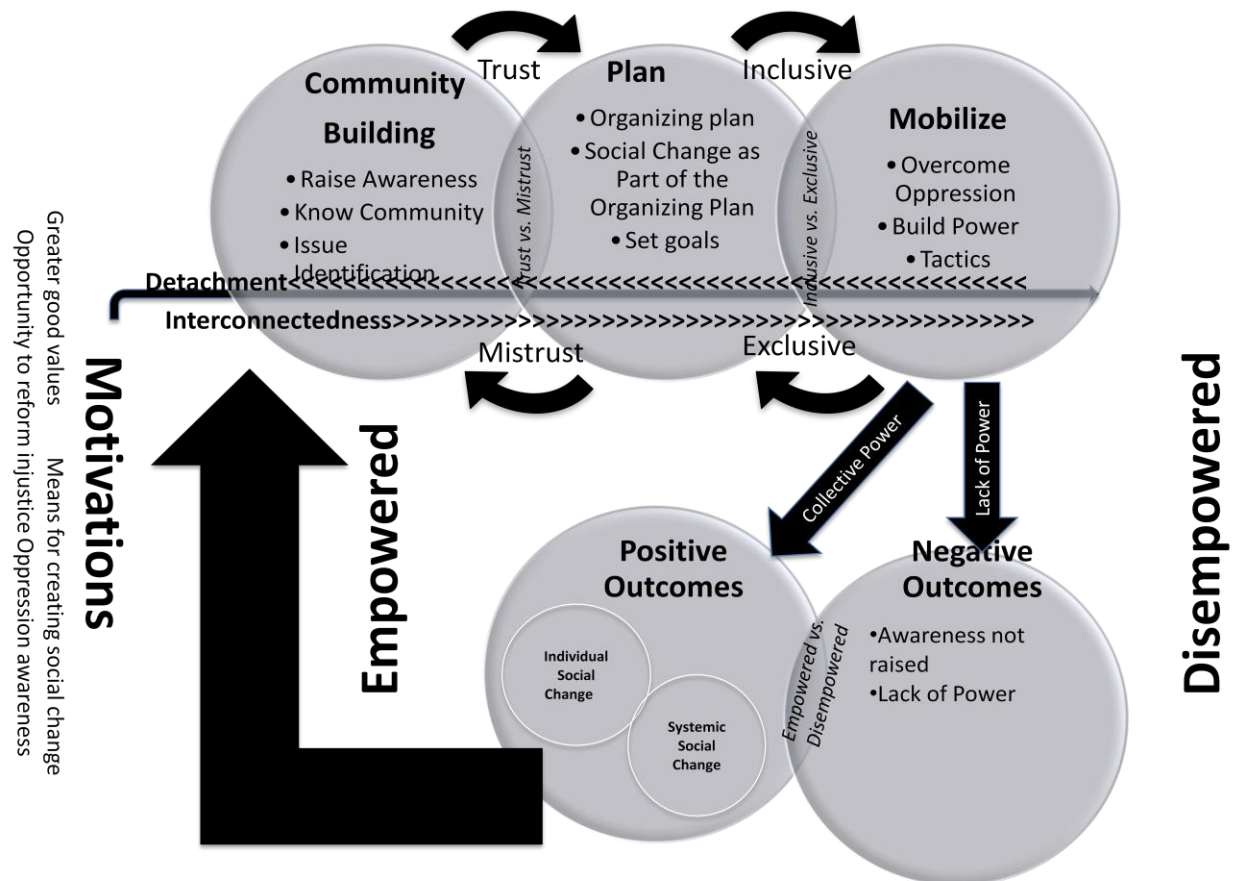 Trust
Inclusive
Community
Building
• Raise Awareness
• Know Community
• Issue
Identification
Trust vs. Mistrust
Plan
• Organizing plan
• Social Change as
Part of the
Organizing Plan
• Set goals
Inclusive vs. Exclusive
Mobilize
• Overcome
Oppression
• Build Power
• Tactics
Detachment<<<<<<<<<<<<<<<<<<<<<<<<<<<<<<<<<<<<<<<<<<<<<<<<<<<<<
Interconnectedness>>>>>>>>>>>>>>>>>>>>>>>>>>>>>>>>>>>>>>>>>>>>>>
Mistrust
Exclusive
Motivations
Greater good values Means for creating social change
Opportunity to reform injustice Oppression awareness
Empowered
Disempowered
Collective Power
Lack of Power
Positive
Outcomes
Individual
Social
Change
Systemic
Social
Change
Empowered vs.
Disempowered
Negative
Outcomes
•Awareness not
raised
•Lack of Power